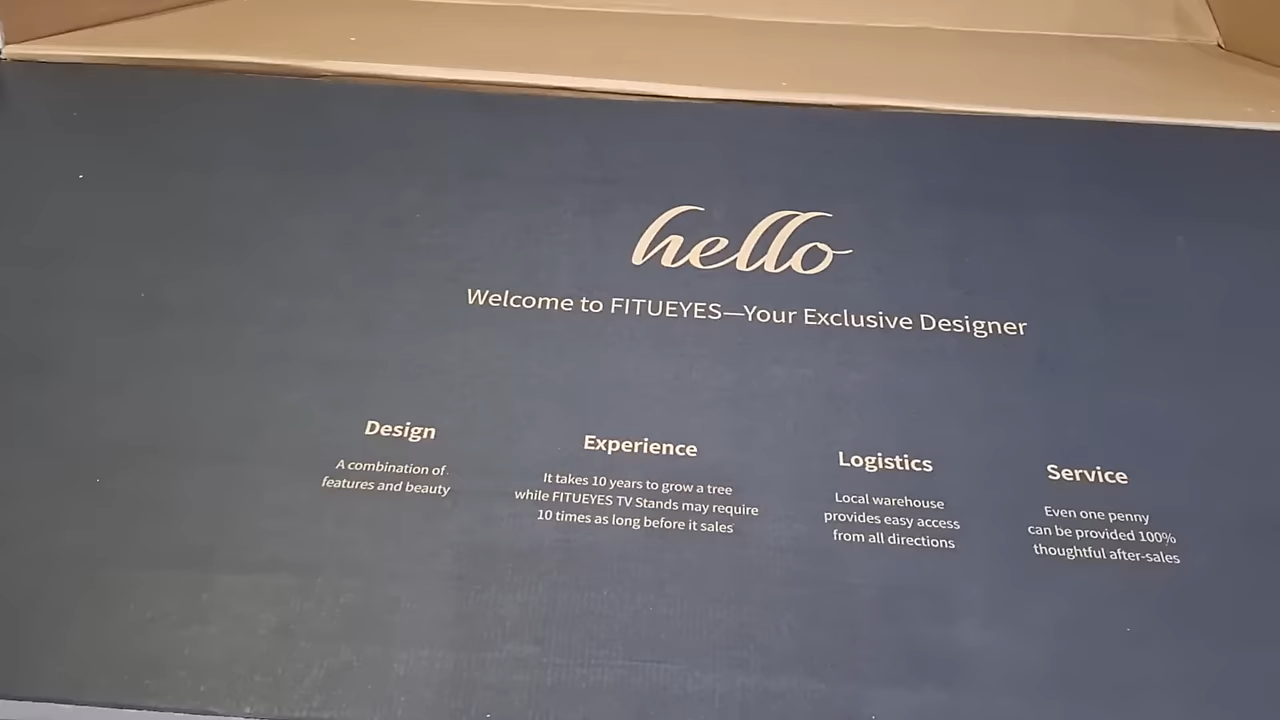 hello
Welcome to FITUEYES—Your Exclusive Designer
Design
A combination of
features and beauty
Experience
It takes 10 years to grow a tree
while FITUEYES TV Stands may require
10 times as long before it sales
Logistics
Local warehouse
provides easy access
from all directions
Service
Even one penny
can be provided 100%
thoughtful after-sales